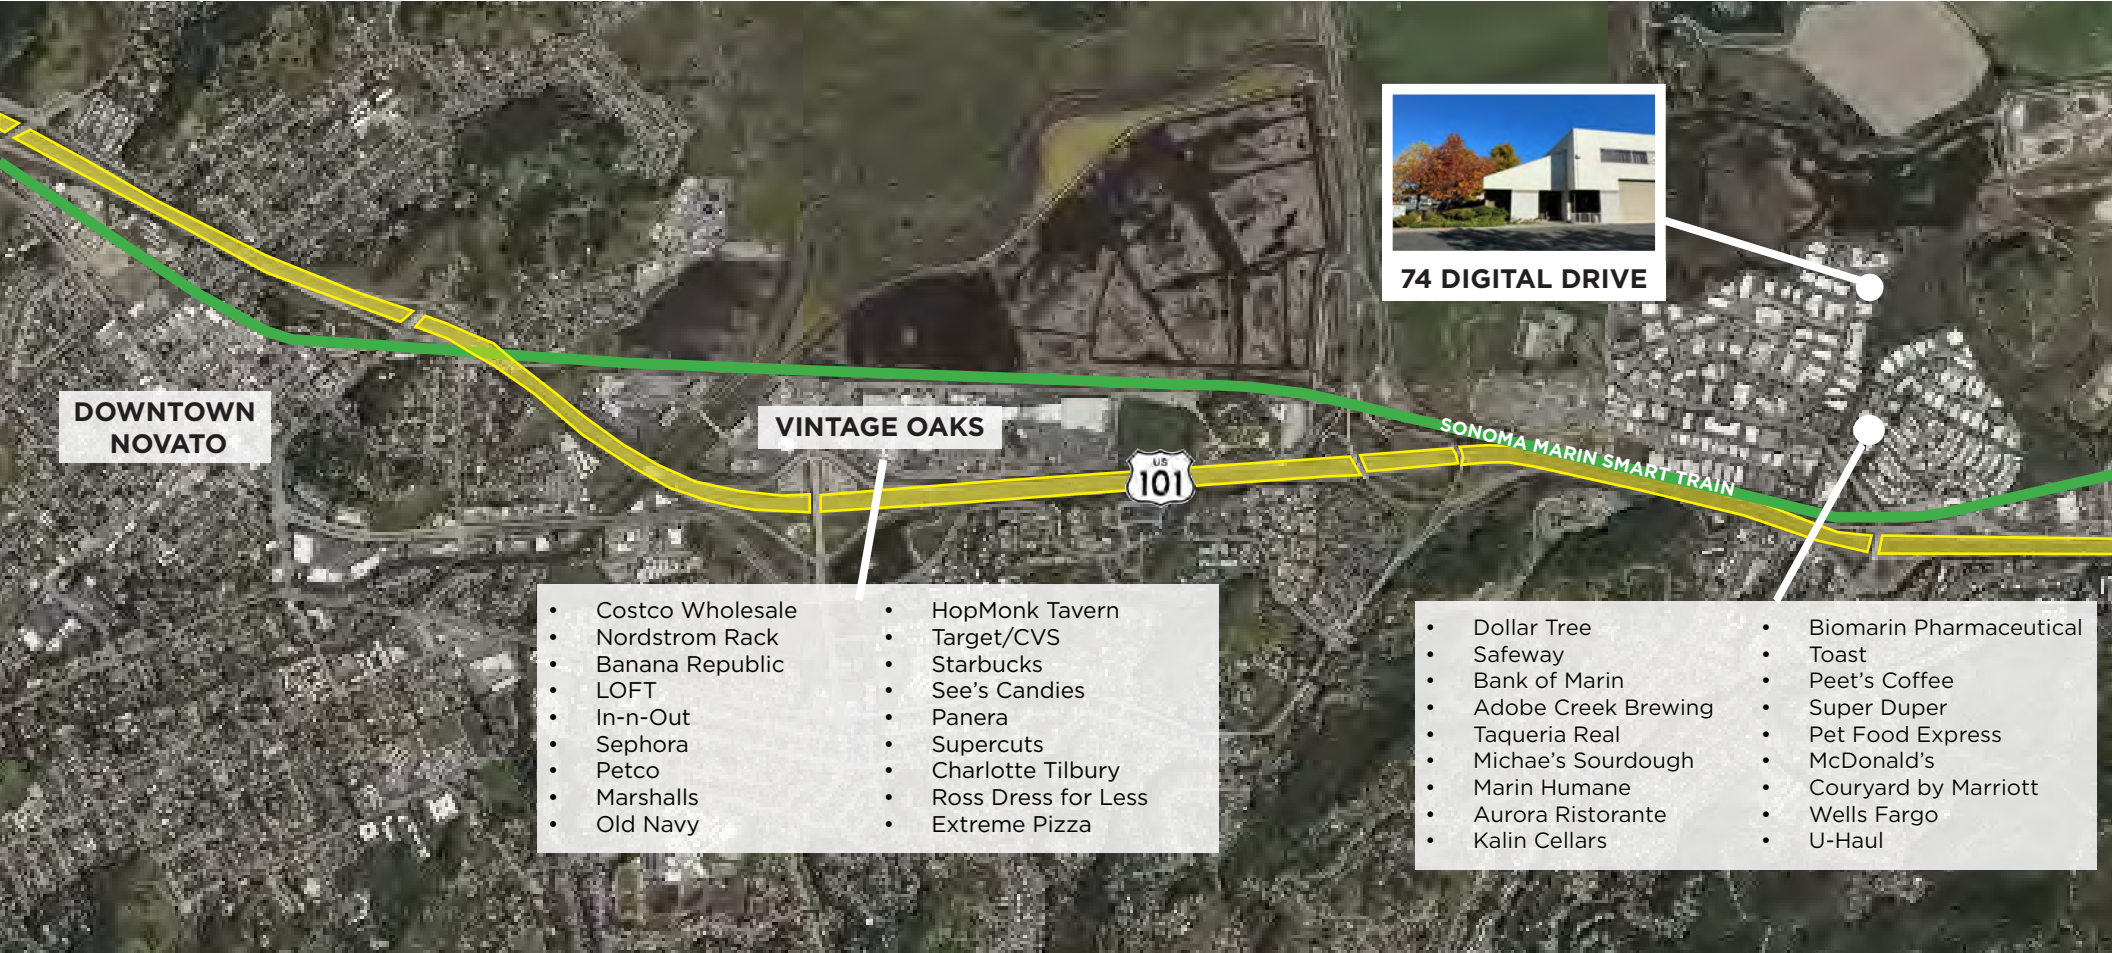 74 DIGITAL DRIVE
DOWNTOWN
NOVATO
VINTAGE OAKS
SONOMA MARIN SMART TRAIN
US
101
• Costco Wholesale
• Nordstrom Rack
• Banana Republic
• LOFT
• In-n-Out
• Sephora
• Petco
• Marshalls
• Old Navy
• HopMonk Tavern
• Target/CVS
• Starbucks
• See’s Candies
• Panera
• Supercuts
• Charlotte Tilbury
• Ross Dress for Less
• Extreme Pizza
• Dollar Tree
• Safeway
• Bank of Marin
• Adobe Creek Brewing
• Taqueria Real
• Michae’s Sourdough
• Marin Humane
• Aurora Ristorante
• Kalin Cellars
• Biomarin Pharmaceutical
• Toast
• Peet’s Coffee
• Super Duper
• Pet Food Express
• McDonald’s
• Couryard by Marriott
• Wells Fargo
• U-Haul